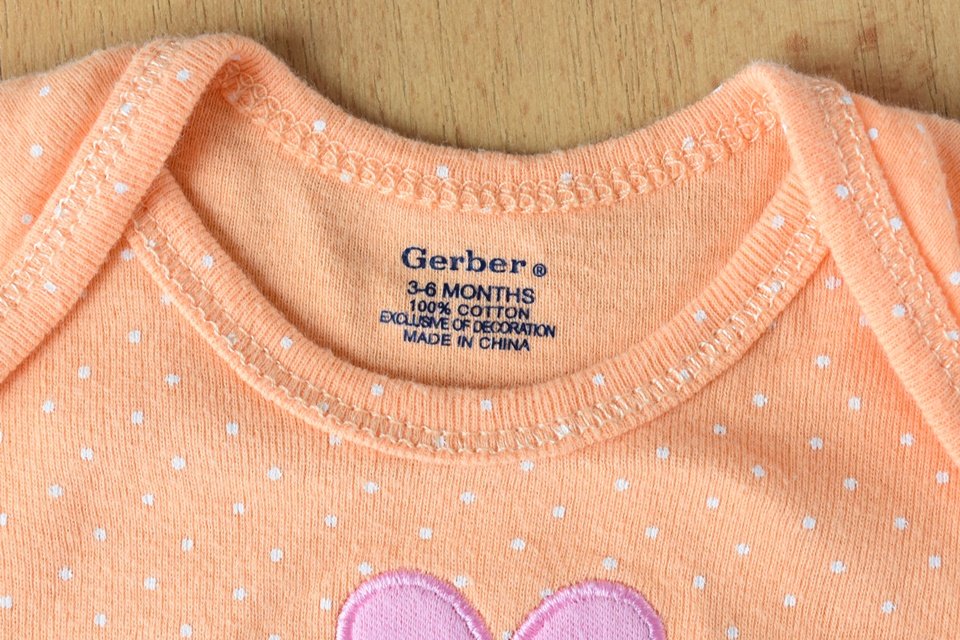 Gerber®
3-6 MONTHS
100% COTTON
EXCLUSIVE OF DECORATION
MADE IN CHINA